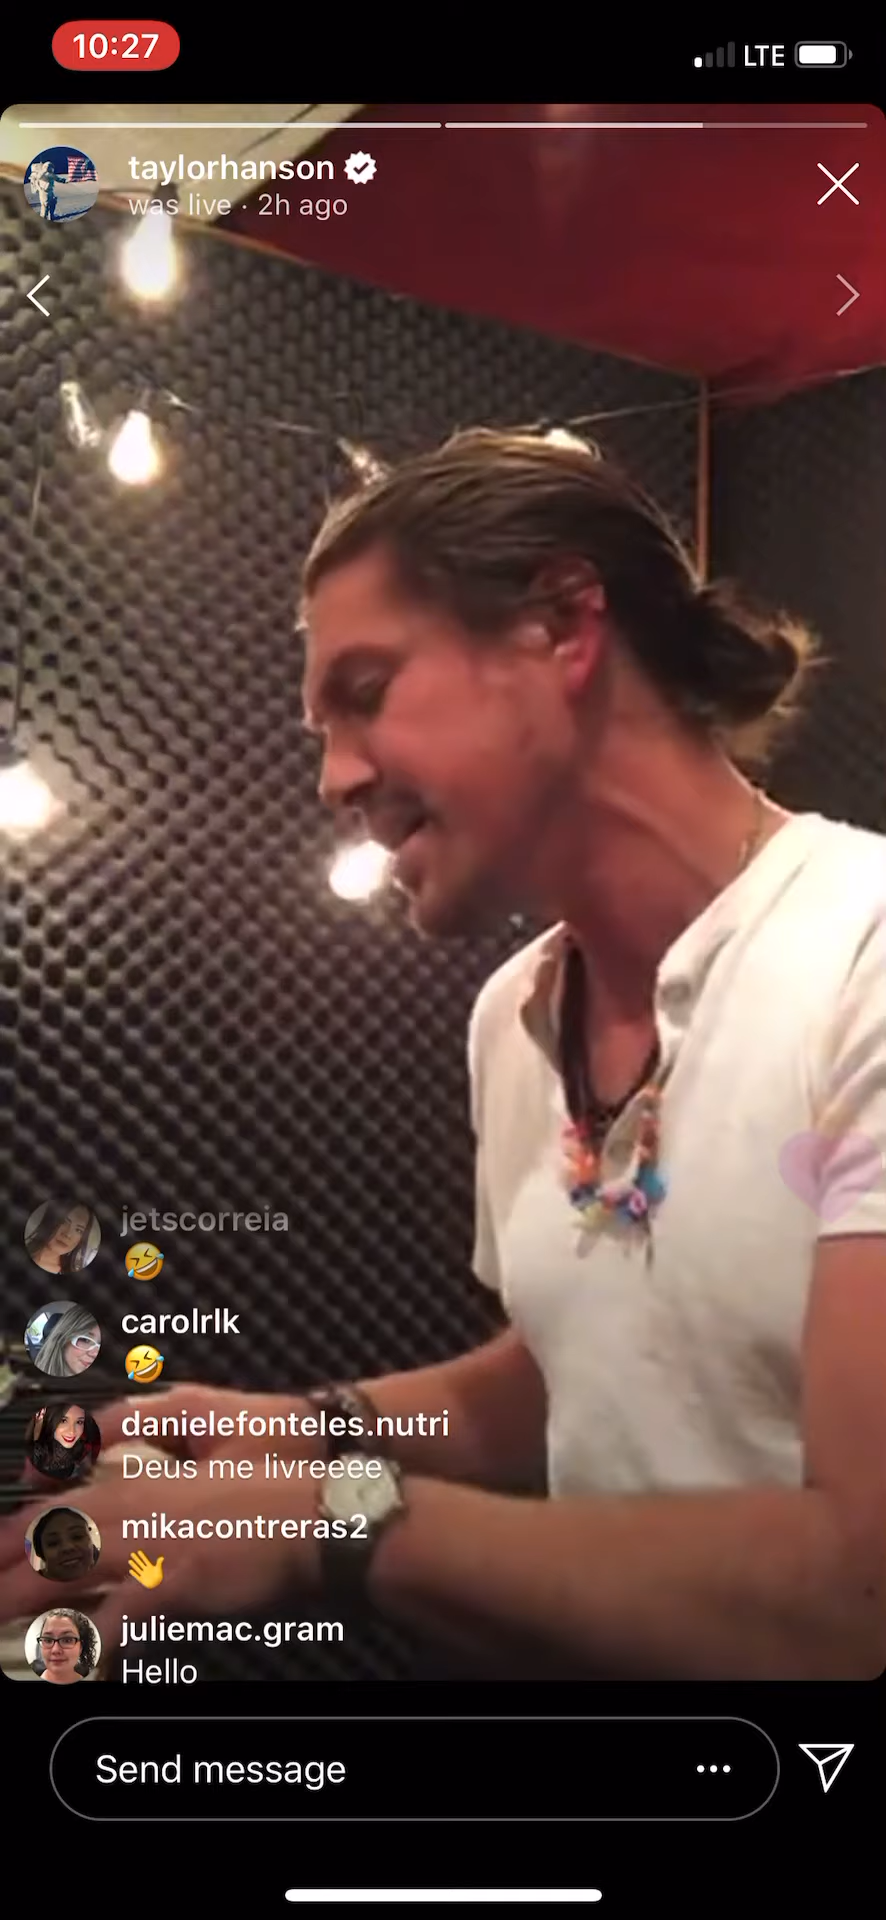 10:27
LTE
taylorhanson
was live · 2h ago
jetscorreia
🤣
carolrlk
🤣
danielefonteles.nutri
Deus me livreeee
mikacontreras2
👋
juliemac.gram
Hello
Send message